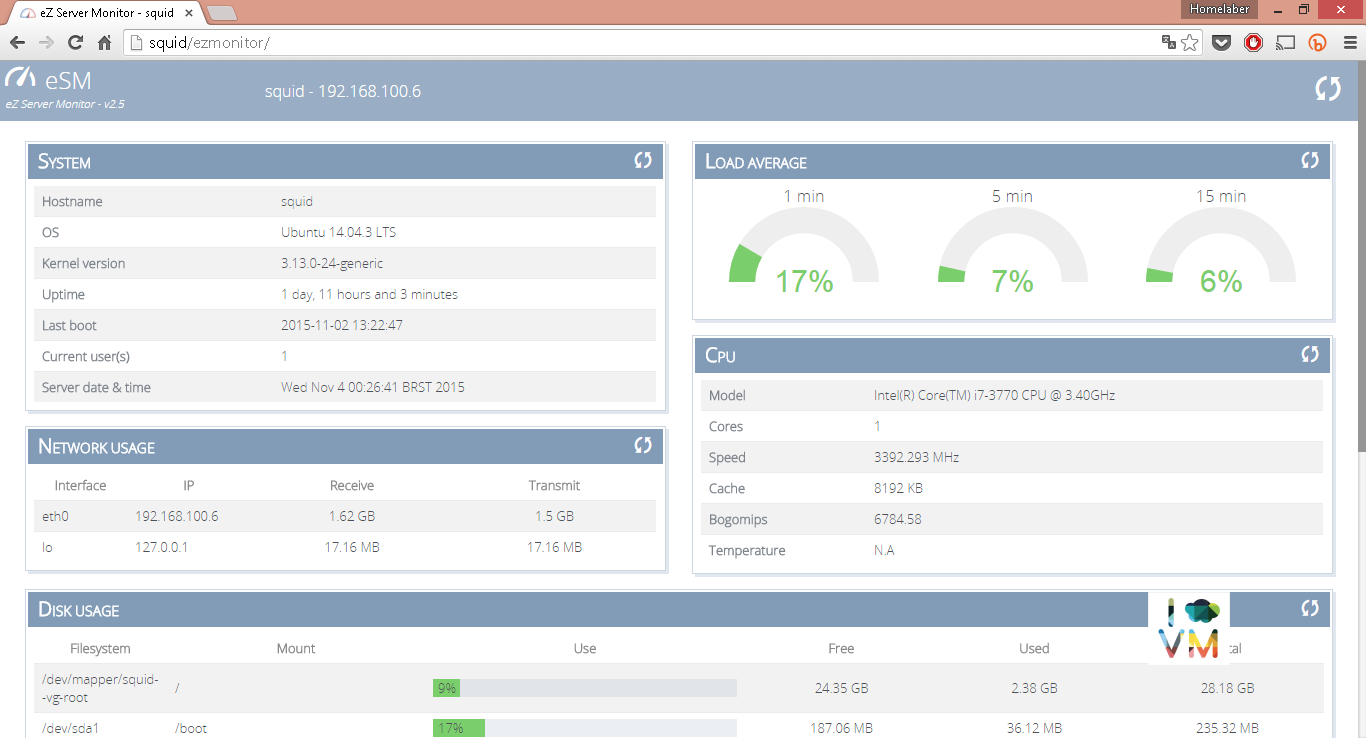 eZ Server Monitor - squid
Homelaber
squid/ezmonitor/
eSM
eZ Server Monitor - v2.5
squid - 192.168.100.6
System
Hostname squid
OS Ubuntu 14.04.3 LTS
Kernel version 3.13.0-24-generic
Uptime 1 day, 11 hours and 3 minutes
Last boot 2015-11-02 13:22:47
Current user(s) 1
Server date & time Wed Nov 4 00:26:41 BRST 2015
Load average
1 min 5 min 15 min
17% 7% 6%
Network usage
Interface IP Receive Transmit
eth0 192.168.100.6 1.62 GB 1.5 GB
lo 127.0.0.1 17.16 MB 17.16 MB
Cpu
Model Intel(R) Core(TM) i7-3770 CPU @ 3.40GHz
Cores 1
Speed 3392.293 MHz
Cache 8192 KB
Bogomips 6784.58
Temperature N.A
Disk usage
I
VM
Filesystem Mount Use Free Used
/dev/mapper/squid-
-vg-root / 9% 24.35 GB 2.38 GB 28.18 GB
/dev/sda1 /boot 17% 187.06 MB 36.12 MB 235.32 MB